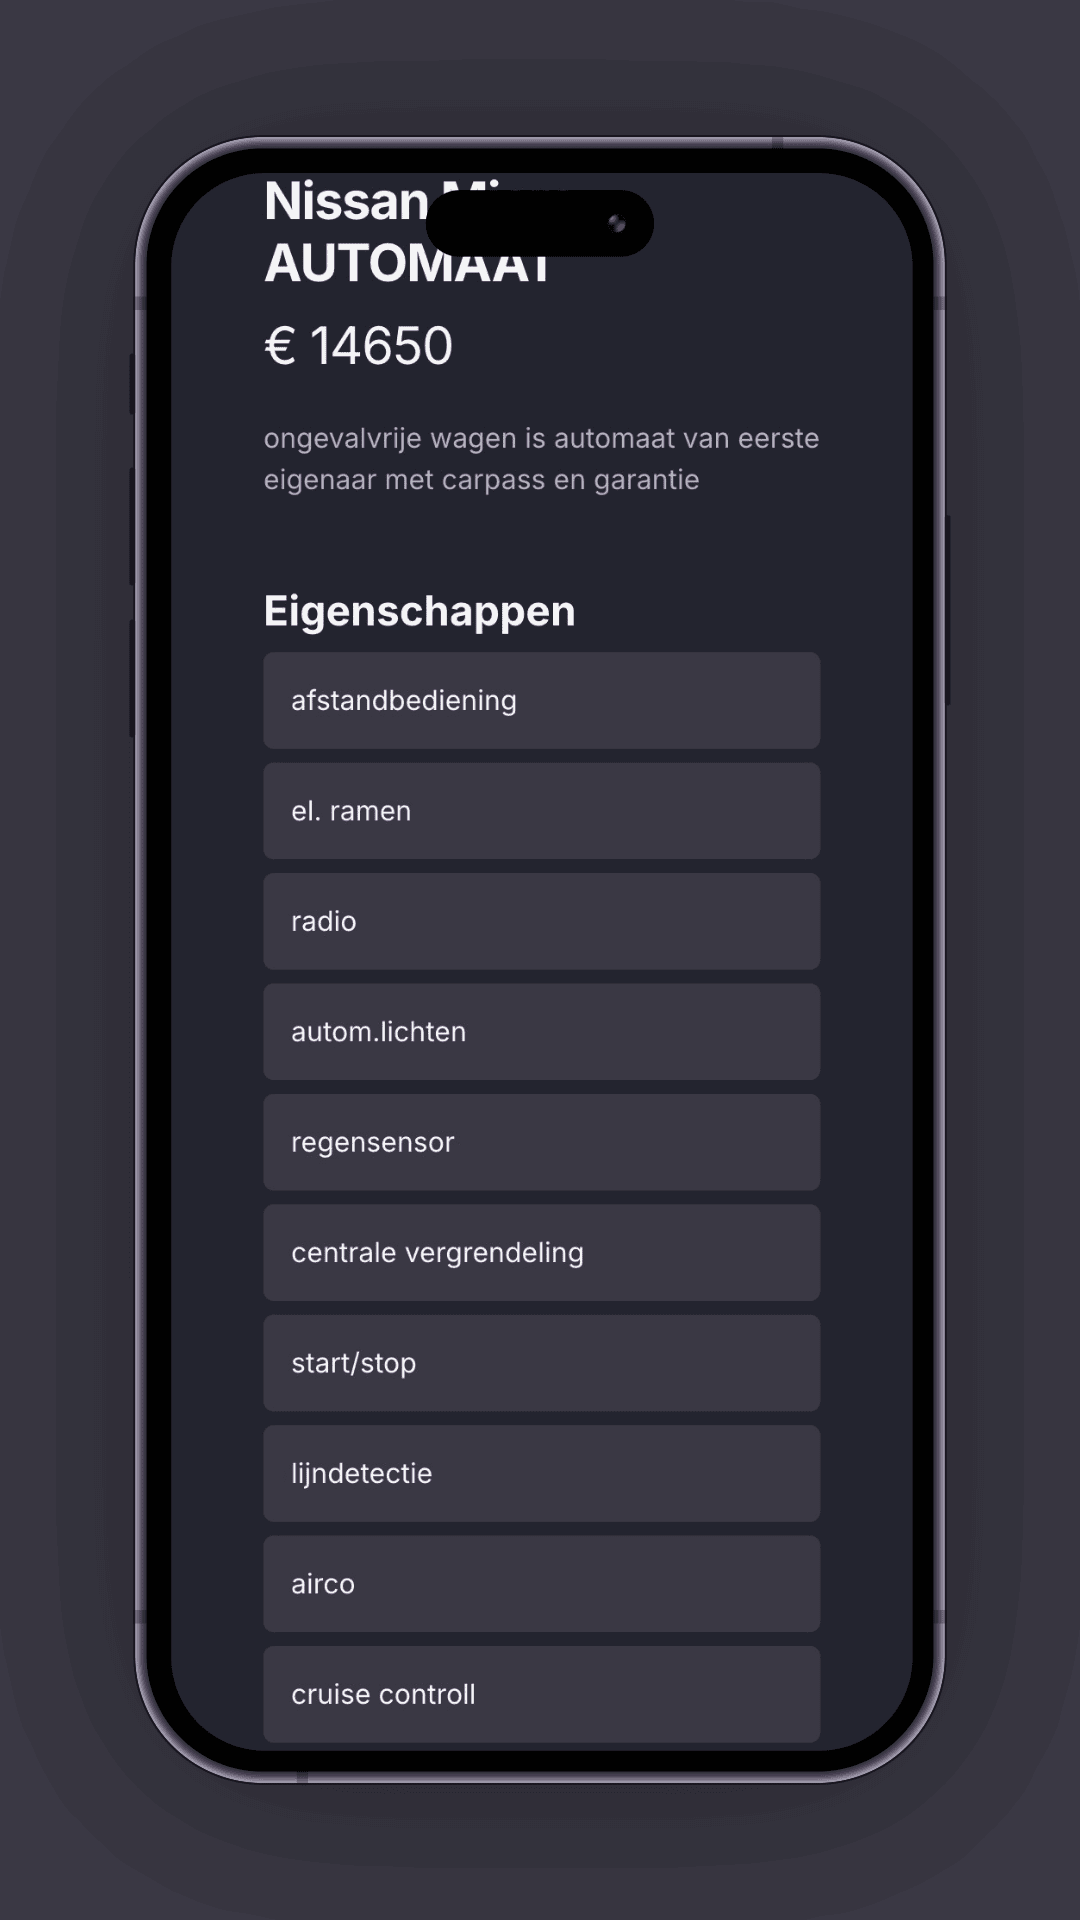 Nissan
AUTOMAAT
€ 14650
ongevalvrije wagen is automaat van eerste
eigenaar met carpass en garantie
Eigenschappen
afstandbediening
el. ramen
radio
autom.lichten
regensensor
centrale vergrendeling
start/stop
lijndetectie
airco
cruise controll